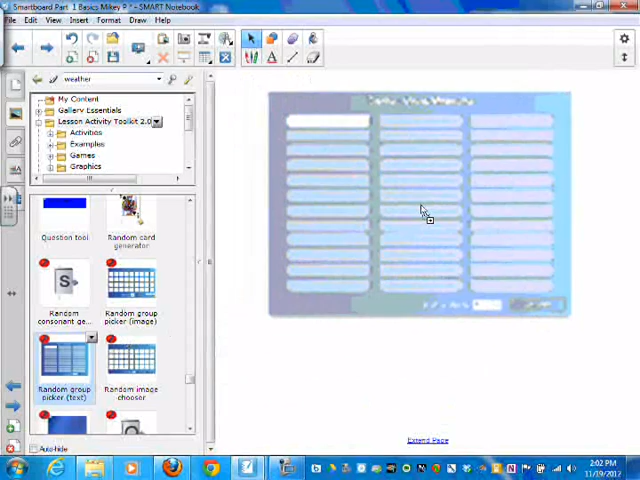 Smartboard Part 1 Basics Mikey P * - SMART Notebook
File Edit View Insert Format Draw Help
weather
My Content
Gallery Essentials
Lesson Activity Toolkit 2.0
Activities
Examples
Games
Graphics
Question tool
Random card generator
Random consonant ge...
Random group picker (image)
Random group picker (text)
Random image chooser
Auto-hide
Extend Page
2:02 PM
11/19/2012